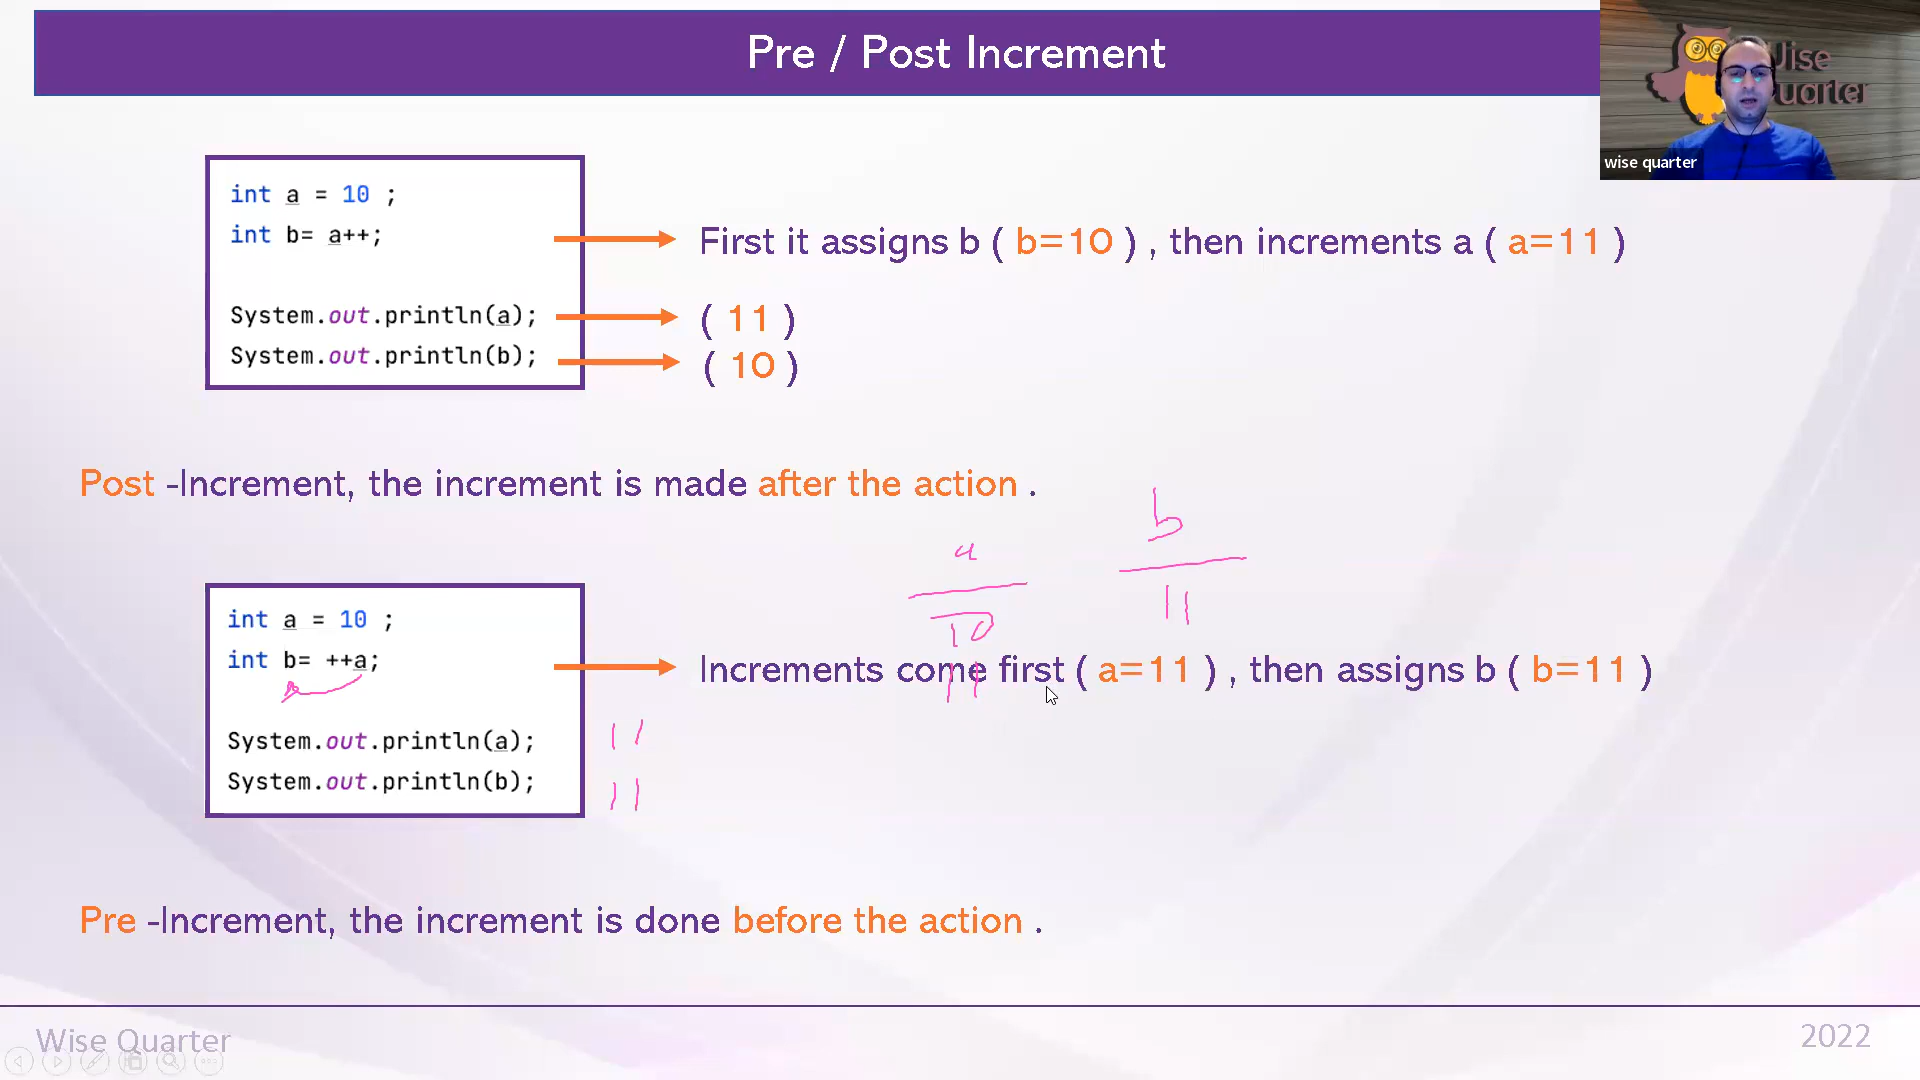 Pre / Post Increment
Wise
Quarter
wise quarter
int a = 10 ;
int b= a++;
First it assigns b ( b=10 ) , then increments a ( a=11 )
System.out.println(a);
( 11 )
System.out.println(b);
( 10 )
Post -Increment, the increment is made after the action .
a
b
10
11
11
int a = 10 ;
int b= ++a;
Increments come first ( a=11 ) , then assigns b ( b=11 )
System.out.println(a);
11
System.out.println(b);
11
Pre -Increment, the increment is done before the action .
Wise Quarter
2022